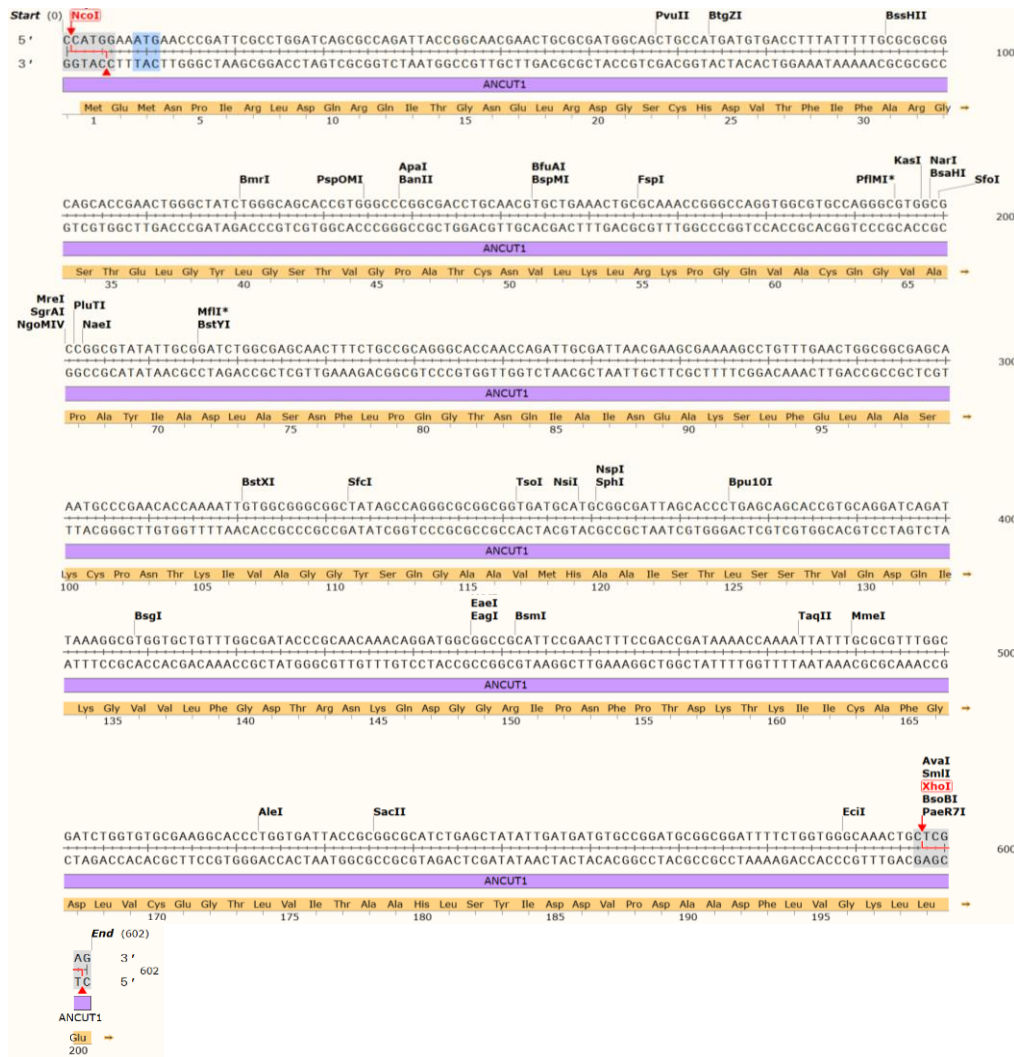 Start (0) NcoI PvuII BtgZI BssHII
5 ' CCATGGAAATGAACCCGATTCGCCTGGATCAGCGCCAGATTACCGGCAACGAACTGCGCGATGGCAGCTGCCATGATGTGACCTTTATTTTTGCGCGCGG
100
3 ' GGTACCTTTACTTGGGCTAAGCGGACCTAGTCGCGGTCTAATGGCCGTTGCTTGACGCGCTACCGTCGACGGTACTACACTGGAAATAAAAACGCGCGCC
ANCUT1
Met Glu Met Asn Pro Ile Arg Leu Asp Gln Arg Gln Ile Thr Gly Asn Glu Leu Arg Asp Gly Ser Cys His Asp Val Thr Phe Ile Phe Ala Arg Gly
1 5 10 15 20 25 30
KasI NarI
ApaI BfuAI BsaHI
BmrI PspOMI BanII BspMI FspI PflMI* SfoI
CAGCACCGAACTGGGCTATCTGGGCAGCACCGTGGGCCCGGCGACCTGCAACGTGCTGAAACTGCGCAAACCGGGCCAGGTGGCGTGCCAGGGCGTGGCG
200
GTCGTGGCTTGACCCGATAGACCCGTCGTGGCACCCGGGCCGCTGGACGTTGCACGACTTTGACGCGTTTGGCCCGGTCCACCGCACGGTCCCGCACCGC
ANCUT1
Ser Thr Glu Leu Gly Tyr Leu Gly Ser Thr Val Gly Pro Ala Thr Cys Asn Val Leu Lys Leu Arg Lys Pro Gly Gln Val Ala Cys Gln Gly Val Ala
35 40 45 50 55 60 65
MreI
SgrAI PluTI MflI*
NgoMIV NaeI BstYI
CCGGCGTATATTGCGGATCTGGCGAGCAACTTTCTGCCGCAGGGCACCAACCAGATTGCGATTAACGAAGCGAAAAGCCTGTTTGAACTGGCGGCGAGCA
300
GGCCGCATATAACGCCTAGACCGCTCGTTGAAAGACGGCGTCCCGTGGTTGGTCTAACGCTAATTGCTTCGCTTTTCGGACAAACTTGACCGCCGCTCGT
ANCUT1
Pro Ala Tyr Ile Ala Asp Leu Ala Ser Asn Phe Leu Pro Gln Gly Thr Asn Gln Ile Ala Ile Asn Glu Ala Lys Ser Leu Phe Glu Leu Ala Ala Ser
70 75 80 85 90 95
NspI
BstXI SfcI TsoI NsiI SphI Bpu10I
AATGCCCGAACACCAAAATTGTGGCGGGCGGCTATAGCCAGGGCGCGGCGGTGATGCATGCGGCGATTAGCACCCTGAGCAGCACCGTGCAGGATCAGAT
400
TTACGGGCTTGTGGTTTTAACACCGCCCGCCGATATCGGTCCCGCGCCGCCACTACGTACGCCGCTAATCGTGGGACTCGTCGTGGCACGTCCTAGTCTA
ANCUT1
Lys Cys Pro Asn Thr Lys Ile Val Ala Gly Gly Tyr Ser Gln Gly Ala Ala Val Met His Ala Ala Ile Ser Thr Leu Ser Ser Thr Val Gln Asp Gln Ile
100 105 110 115 120 125 130
EaeI
BsgI EagI BsmI TaqII MmeI
TAAAGGCGTGGTGCTGTTTGGCGATACCCGCAACAAACAGGATGGCGGCCGCATTCCGAACTTTCCGACCGATAAAACCAAAATTATTTGCGCGTTTGGC
500
ATTTCCGCACCACGACAAACCGCTATGGGCGTTGTTTGTCCTACCGCCGGCGTAAGGCTTGAAAGGCTGGCTATTTTGGTTTTAATAAACGCGCAAACCG
ANCUT1
Lys Gly Val Val Leu Phe Gly Asp Thr Arg Asn Lys Gln Asp Gly Gly Arg Ile Pro Asn Phe Pro Thr Asp Lys Thr Lys Ile Ile Cys Ala Phe Gly
135 140 145 150 155 160 165
AvaI
SmlI
XhoI
BsoBI
AleI SacII EciI PaeR7I
GATCTGGTGTGCGAAGGCACCCTGGTGATTACCGCGGCGCATCTGAGCTATATTGATGATGTGCCGGATGCGGCGGATTTTCTGGTGGGCAAACTGCTCG
600
CTAGACCACACGCTTCCGTGGGACCACTAATGGCGCCGCGTAGACTCGATATAACTACTACACGGCCTACGCCGCCTAAAAGACCACCCGTTTGACGAGC
ANCUT1
Asp Leu Val Cys Glu Gly Thr Leu Val Ile Thr Ala Ala His Leu Ser Tyr Ile Asp Asp Val Pro Asp Ala Ala Asp Phe Leu Val Gly Lys Leu Leu
170 175 180 185 190 195
End (602)
AG 3 '
602
TC 5 '
ANCUT1
Glu
200